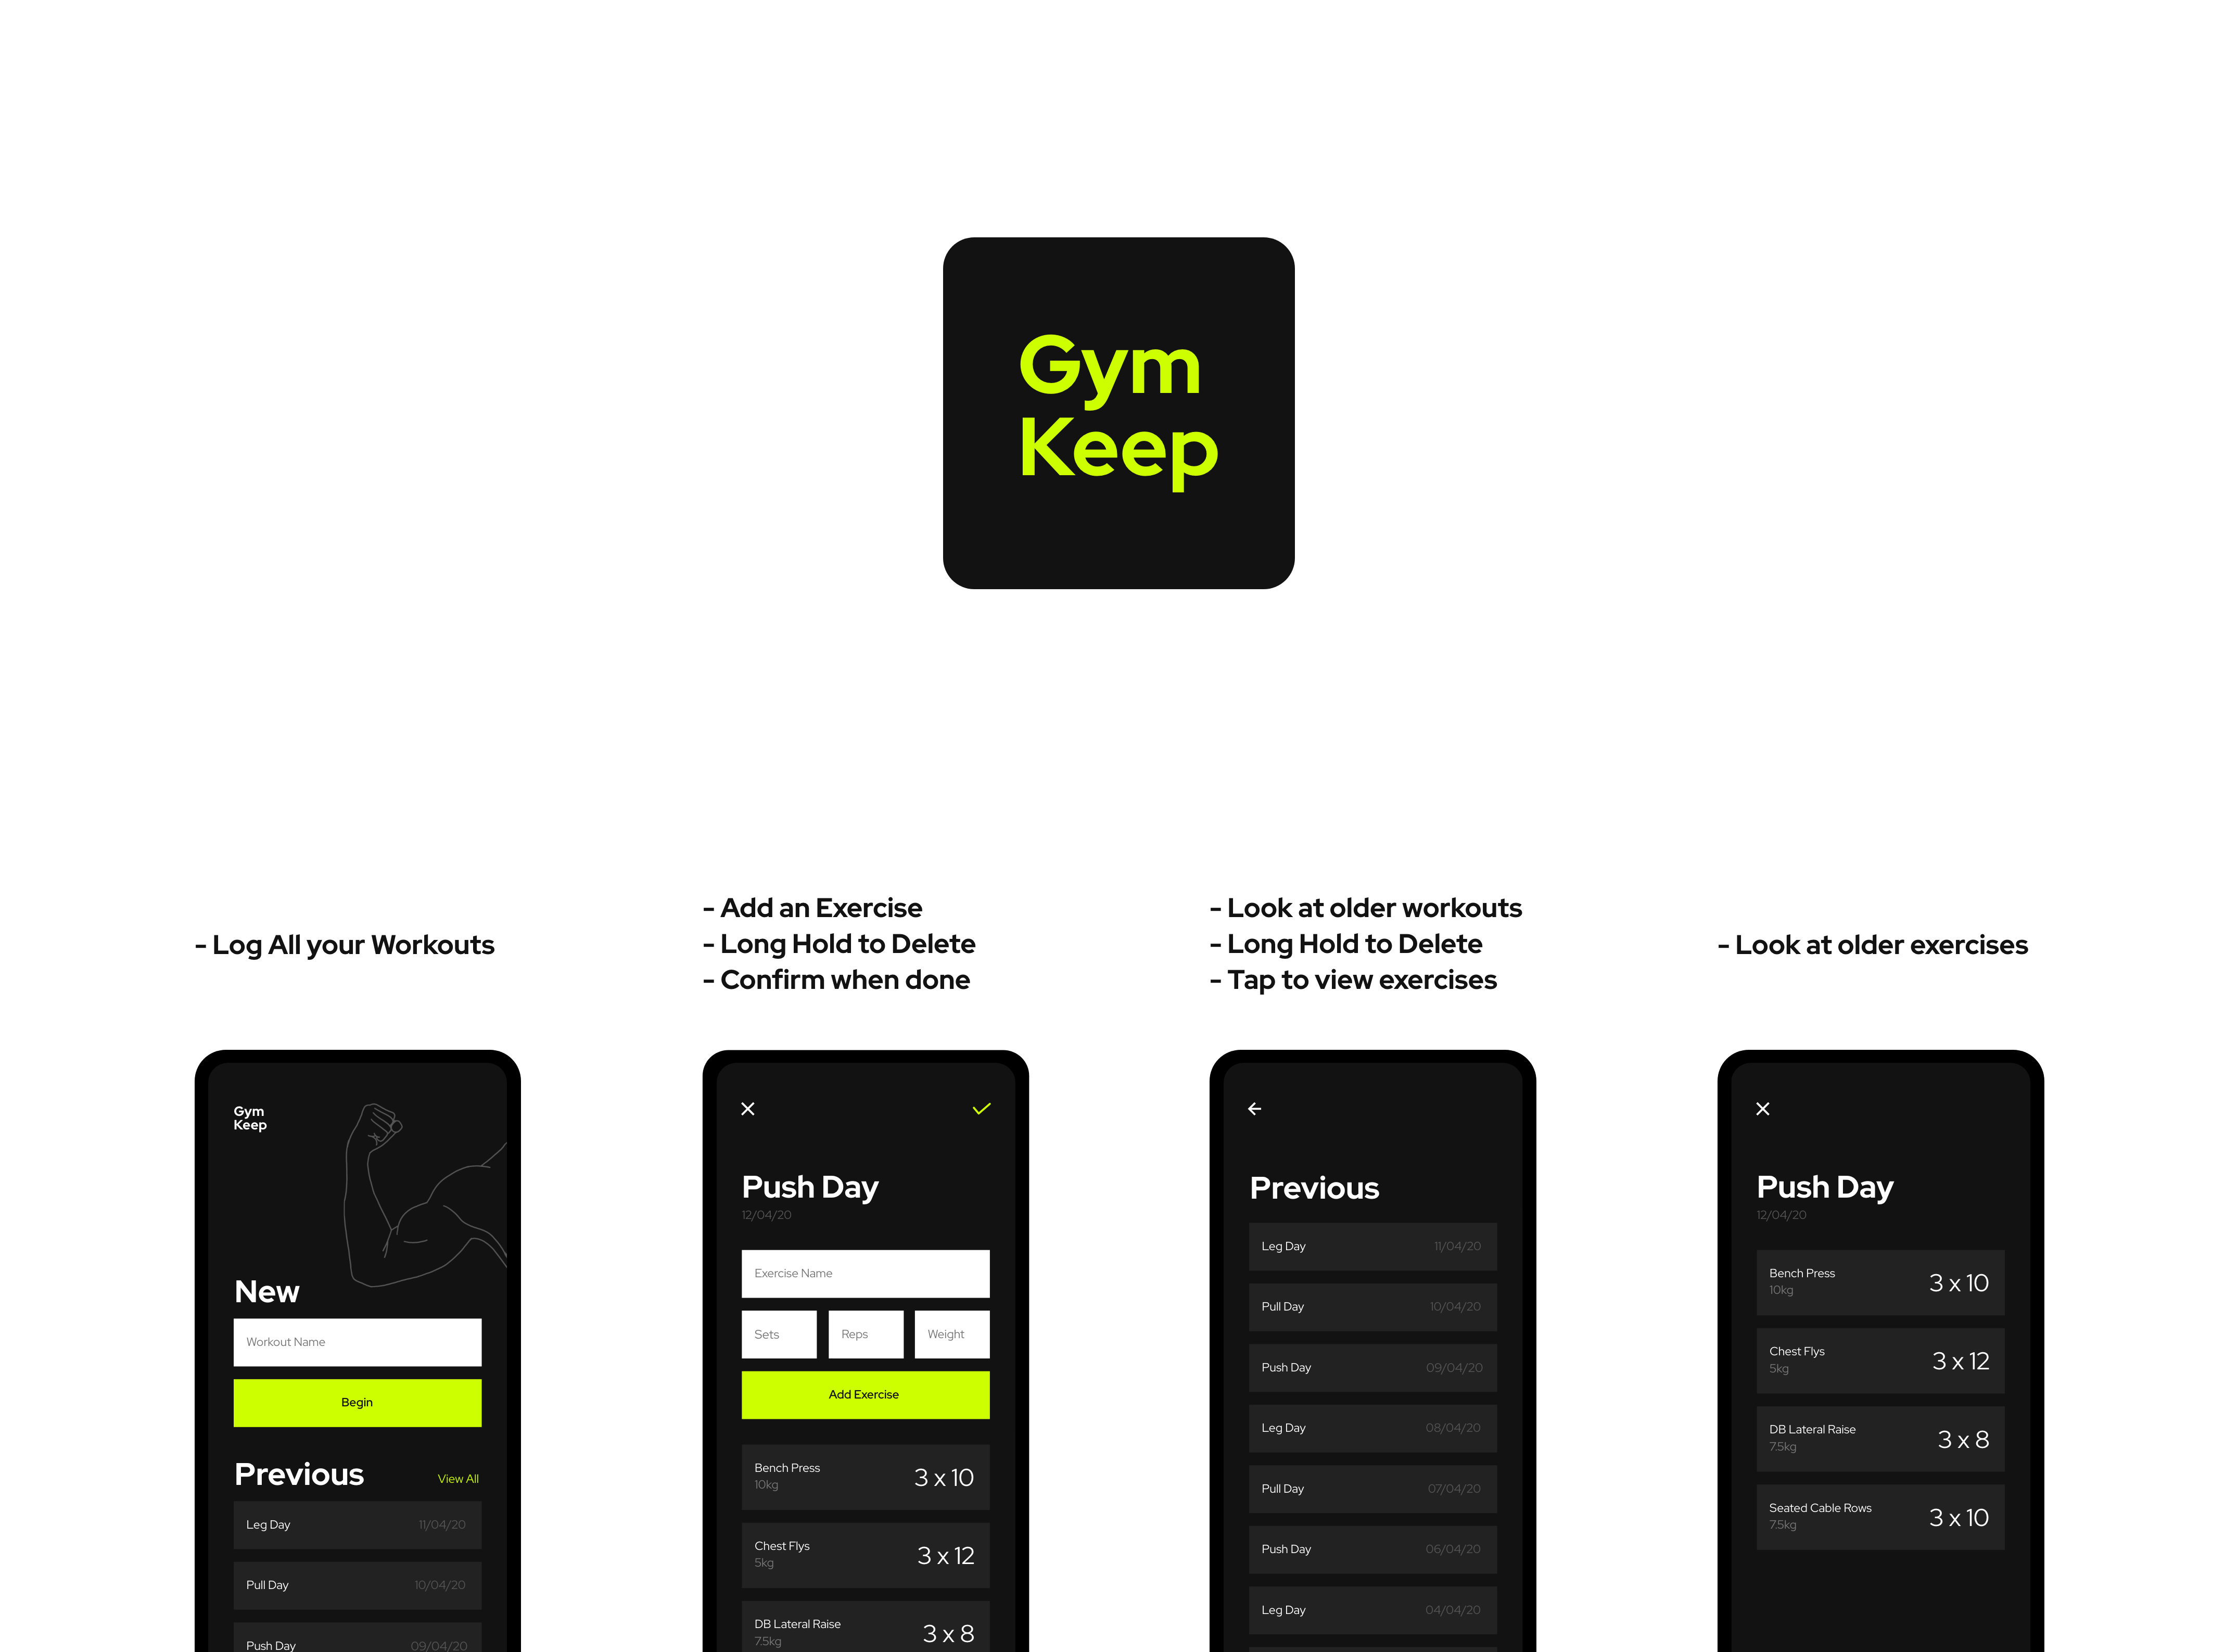 Gym
Keep
- Log All your Workouts
- Add an Exercise
- Long Hold to Delete
- Confirm when done
- Look at older workouts
- Long Hold to Delete
- Tap to view exercises
- Look at older exercises
Gym
Keep
New
Workout Name
Begin
Previous
View All
Leg Day
11/04/20
Pull Day
10/04/20
Push Day
09/04/20
Push Day
12/04/20
Exercise Name
Sets
Reps
Weight
Add Exercise
Bench Press
10kg
3 x 10
Chest Flys
5kg
3 x 12
DB Lateral Raise
7.5kg
3 x 8
Previous
Leg Day
11/04/20
Pull Day
10/04/20
Push Day
09/04/20
Leg Day
08/04/20
Pull Day
07/04/20
Push Day
06/04/20
Leg Day
04/04/20
Push Day
12/04/20
Bench Press
10kg
3 x 10
Chest Flys
5kg
3 x 12
DB Lateral Raise
7.5kg
3 x 8
Seated Cable Rows
7.5kg
3 x 10